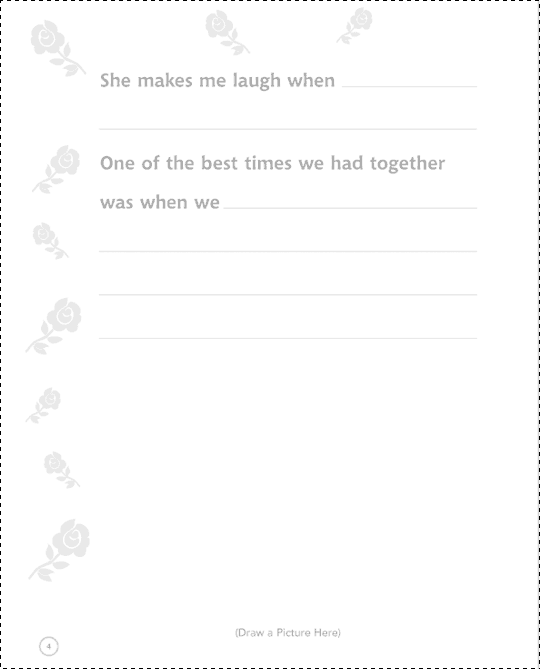 She makes me laugh when
One of the best times we had together
was when we
(Draw a Picture Here)
4